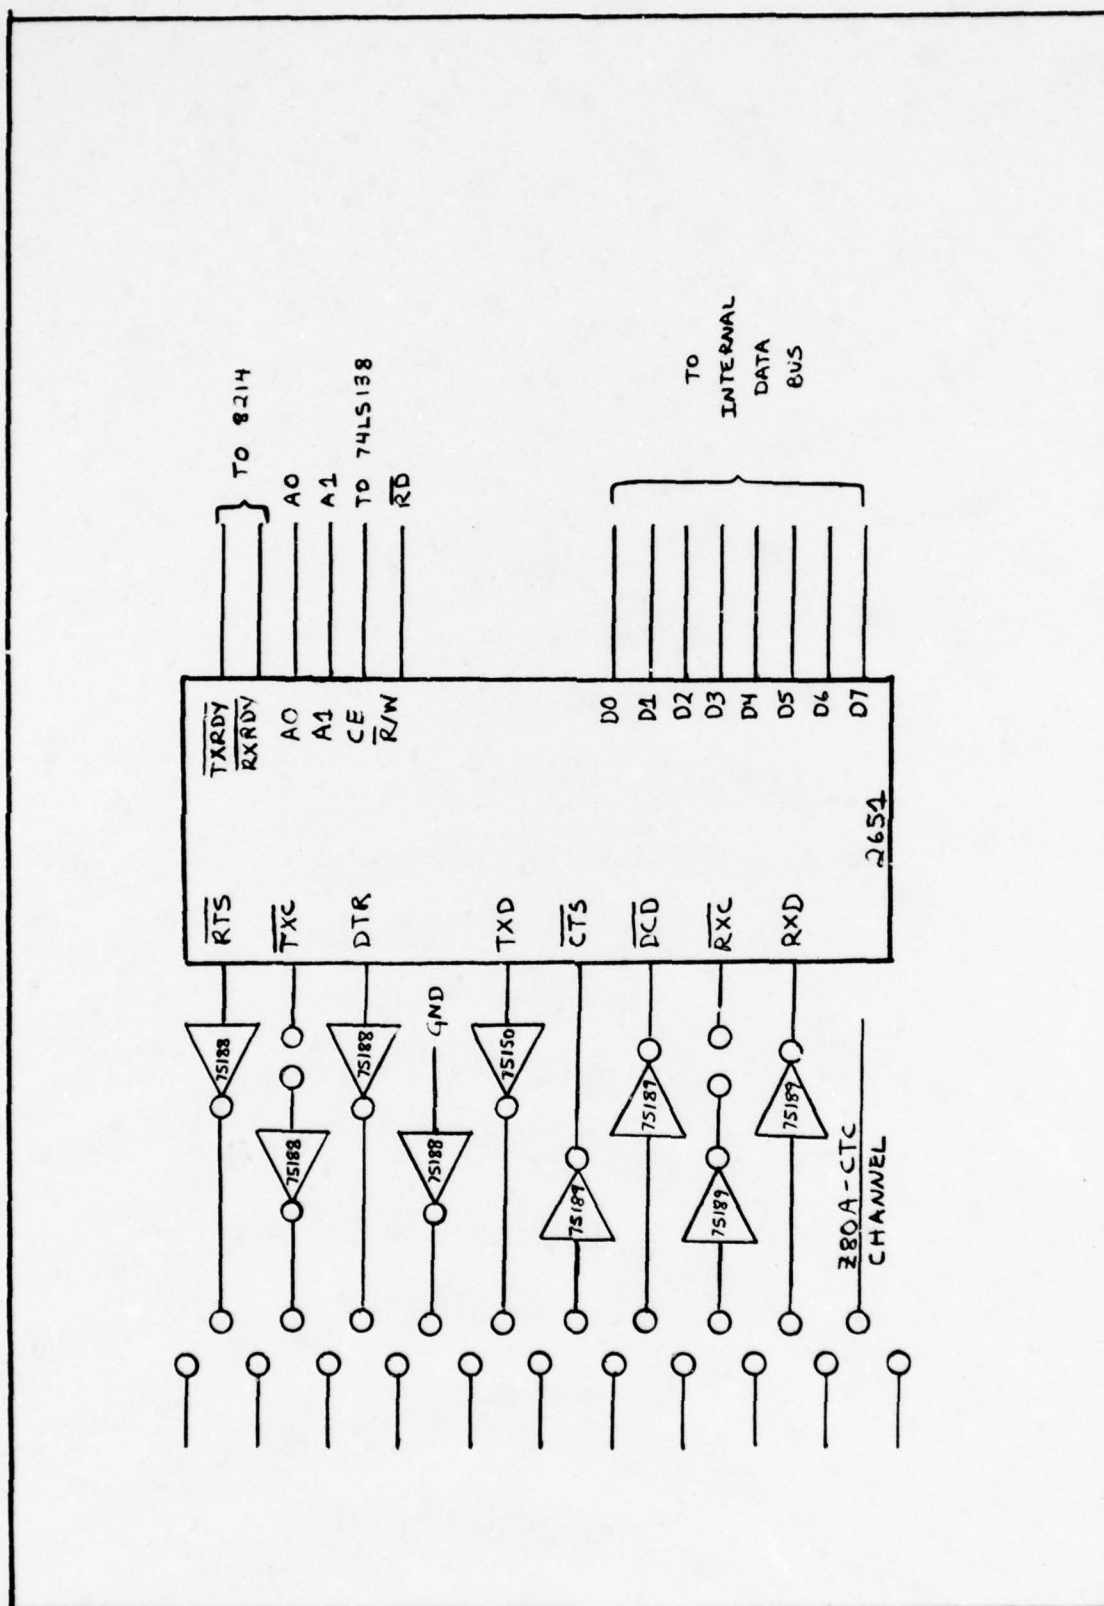 75188
RTS
TXRDY
RXRDY
TO 8214
75188
TXC
A0
A0
A1
A1
75188
DTR
CE
TO 74LS138
R/W
RD
75188
GND
75150
TXD
75189
CTS
D0
75189
DCD
D1
D2
75189
RXC
D3
D4
75189
RXD
D5
D6
D7
TO
INTERNAL
DATA
BUS
Z80A-CTC
CHANNEL
2651